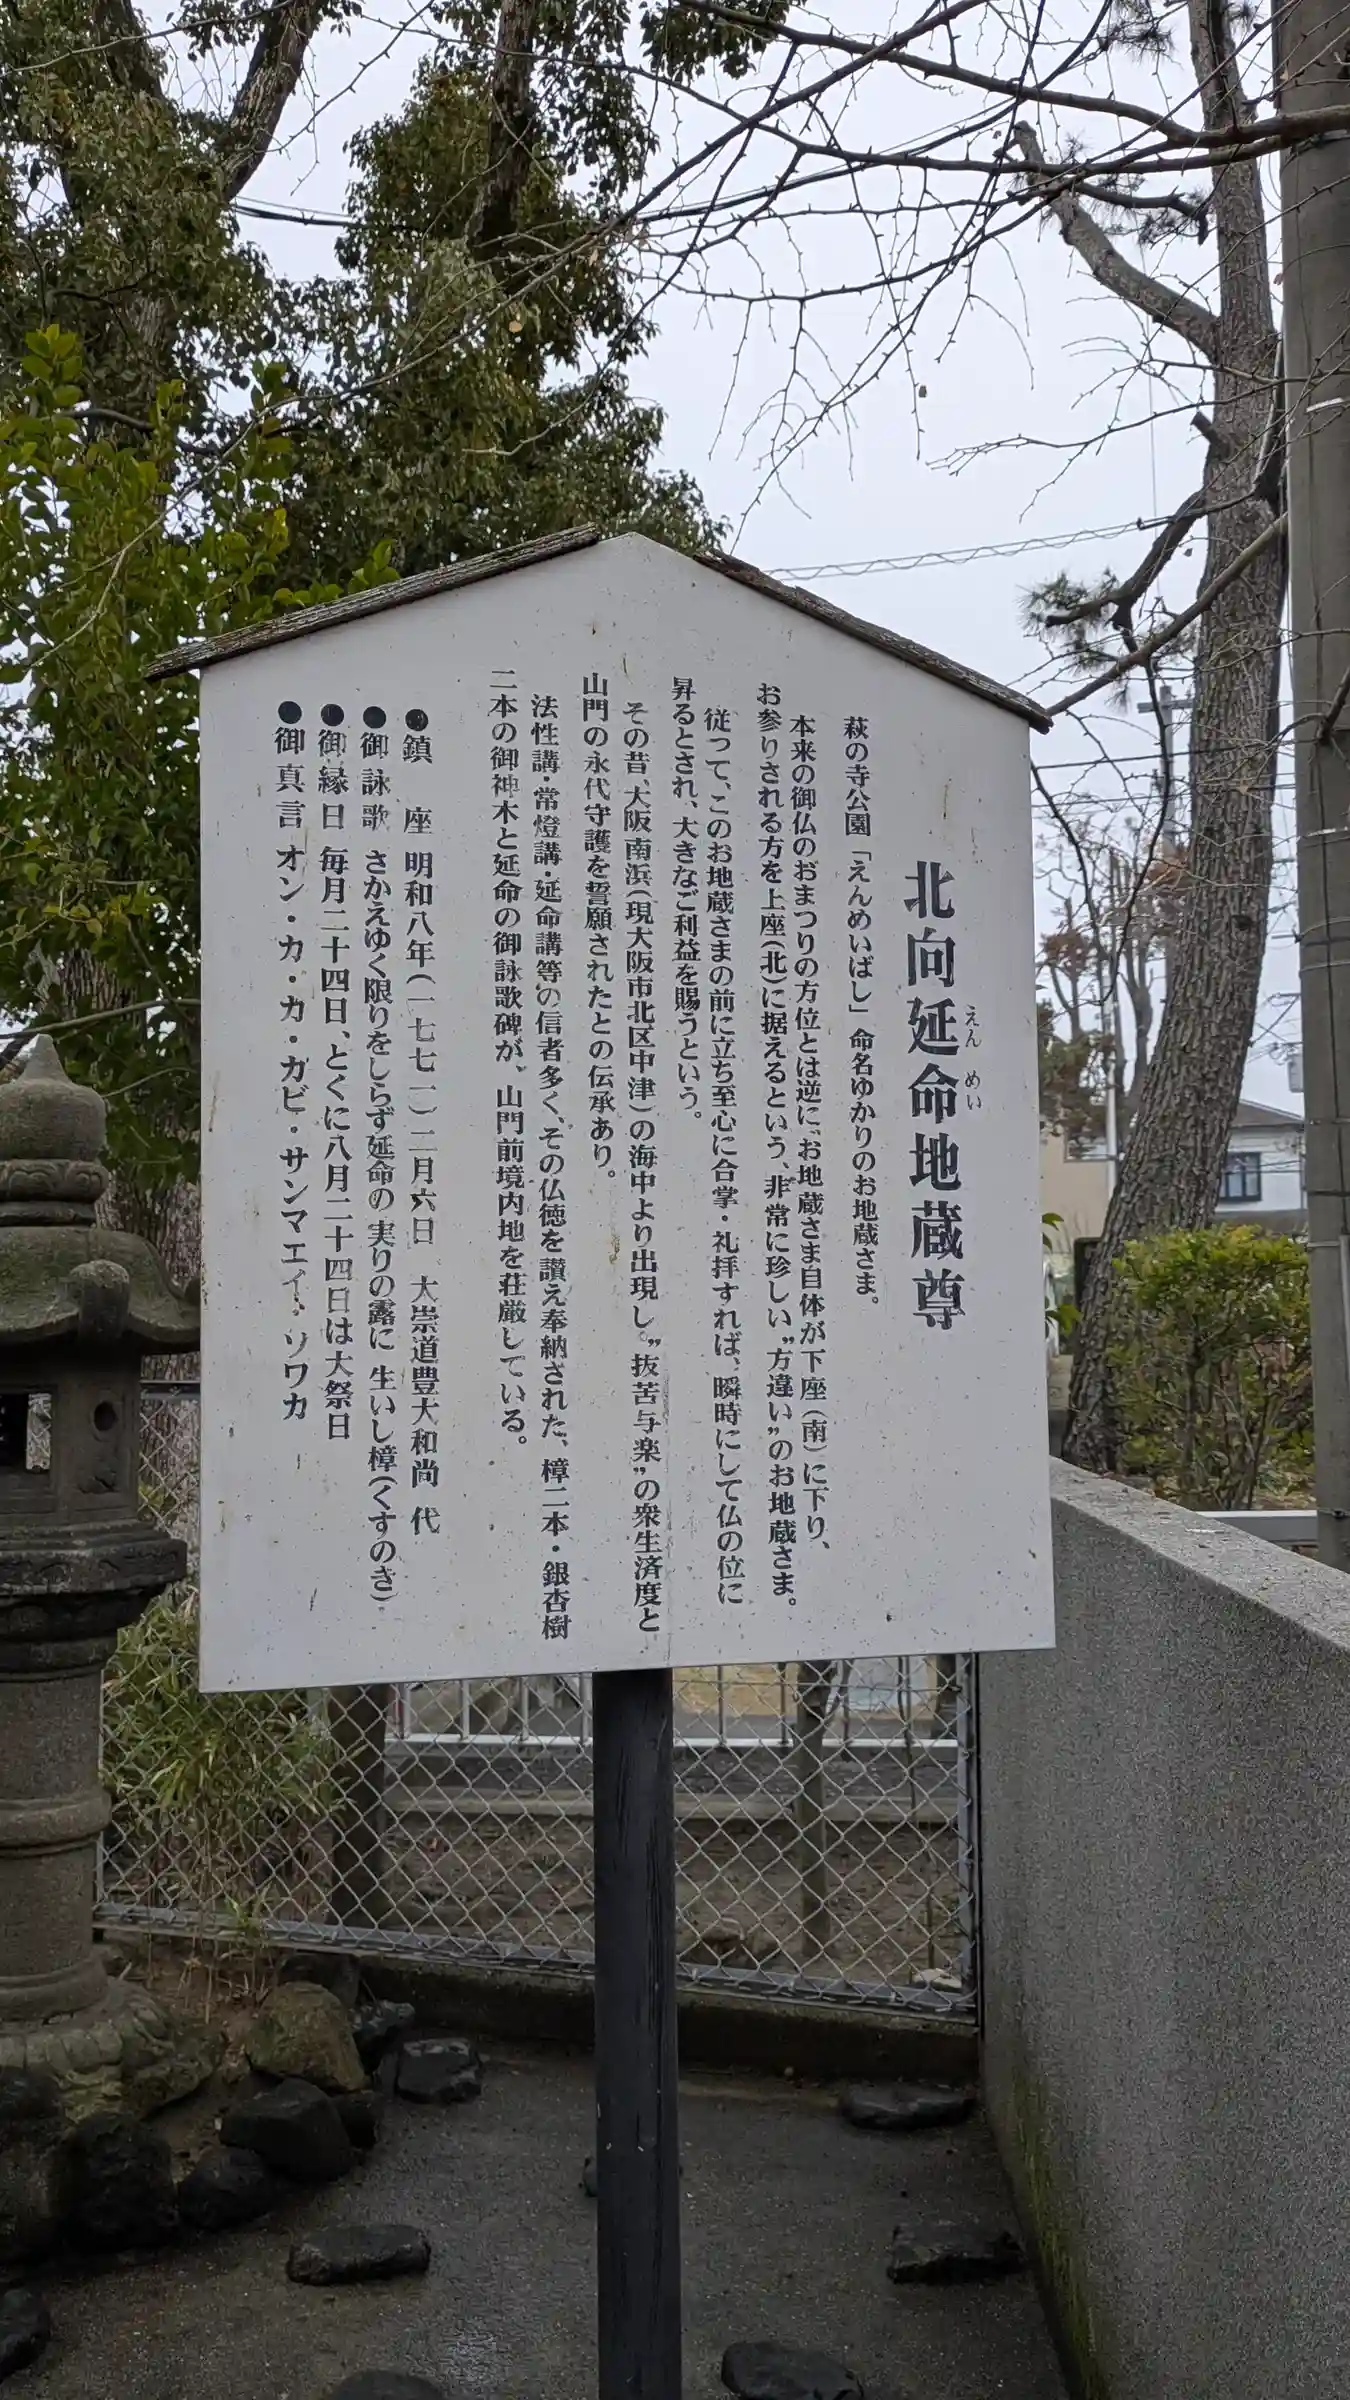 北向延命地蔵尊
えん めい
萩の寺公園「えんめいばし」命名ゆかりのお地蔵さま。
本来の御仏のおまつりの方位とは逆に、お地蔵さま自体が下座(南)に下り、
お参りされる方を上座(北)に据えるという、非常に珍しい〝方違い〟のお地蔵さま。
従つて、このお地蔵さまの前に立ち至心に合掌・礼拝すれば、瞬時にして仏の位に
昇るとされ、大きなご利益を賜うという。
その昔、大阪南浜(現大阪市北区中津)の海中より出現し。〝抜苦与楽〟の衆生済度と
山門の永代守護を誓願されたとの伝承あり。
法性講・常燈講・延命講等の信者多く、その仏徳を讃え奉納された、樟二本・銀杏樹
二本の御神木と延命の御詠歌碑が、山門前境内地を荘厳している。
●鎮 座 明和八年(一七七一)二月六日 大崇道豊大和尚 代
●御詠歌 さかえゆく限りをしらず延命の 実りの露に 生いし樟(くすのき)
●御縁日 毎月二十四日、とくに八月二十四日は大祭日
●御真言 オン・カ・カ・カビ・サンマエイ・ソワカ